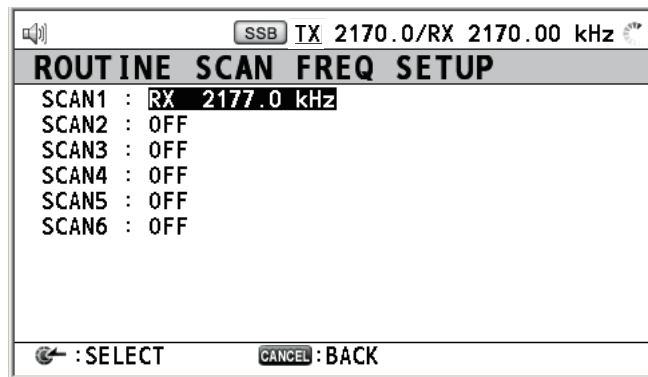 SSB TX 2170.0/RX 2170.00 kHz
ROUTINE SCAN FREQ SETUP
SCAN1 : RX 2177.0 kHz
SCAN2 : OFF
SCAN3 : OFF
SCAN4 : OFF
SCAN5 : OFF
SCAN6 : OFF
:SELECT CANCEL :BACK